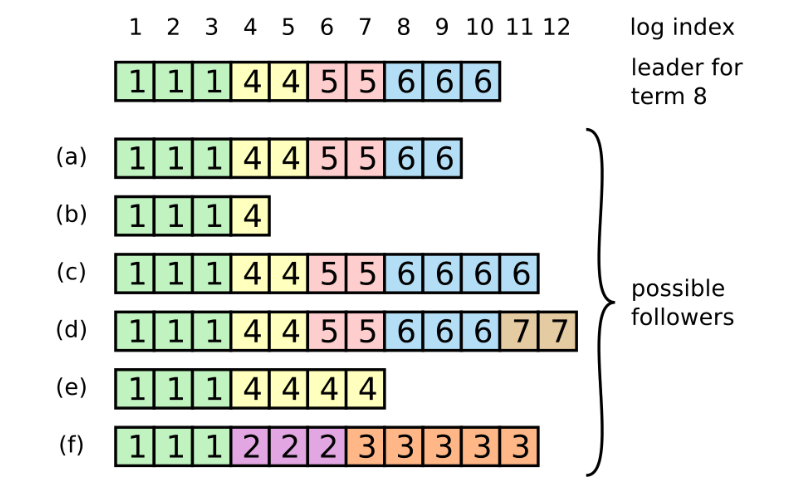 1 2 3 4 5 6 7 8 9 10 11 12 log index
1 1 1 4 4 5 5 6 6 6 leader for
term 8
(a) 1 1 1 4 4 5 5 6 6
(b) 1 1 1 4
(c) 1 1 1 4 4 5 5 6 6 6 6
(d) 1 1 1 4 4 5 5 6 6 6 7 7
(e) 1 1 1 4 4 4 4
(f) 1 1 1 2 2 2 3 3 3 3 3
possible
followers